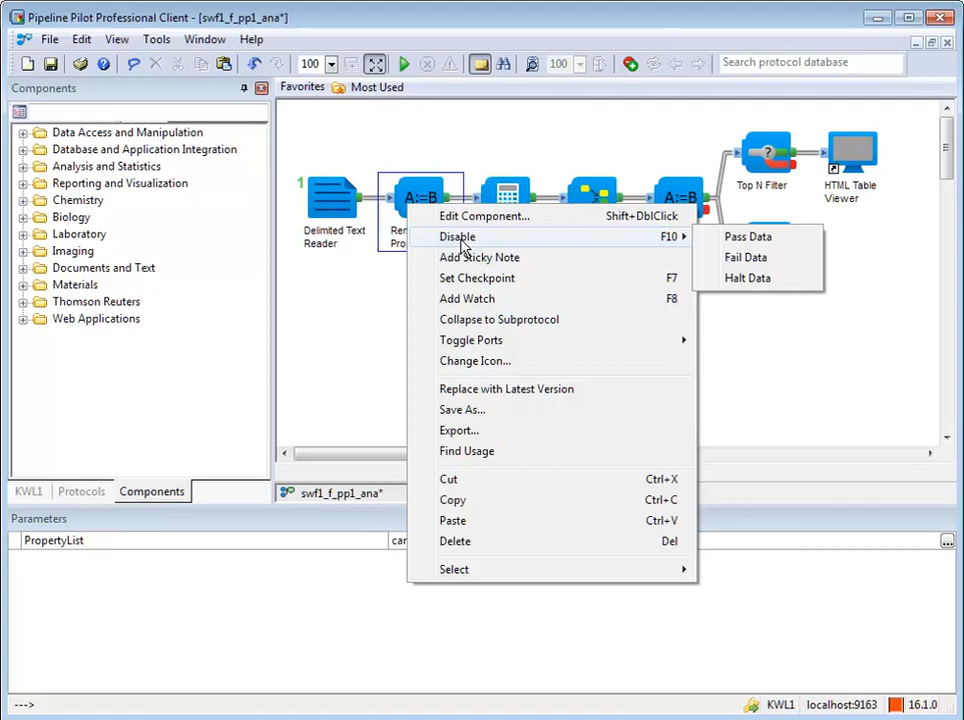 Pipeline Pilot Professional Client - [swf1_f_pp1_ana*]
File Edit View Tools Window Help
100 100 Search protocol database
Components
Favorites Most Used
Data Access and Manipulation
Database and Application Integration
Analysis and Statistics
Reporting and Visualization
Chemistry
Biology
Laboratory
Imaging
Documents and Text
Materials
Thomson Reuters
Web Applications
1
A:=B
A:=B
?
Delimited Text
Reader
Top N Filter
HTML Table
Viewer
Edit Component... Shift+DblClick
Disable F10
Add Sticky Note
Set Checkpoint F7
Add Watch F8
Collapse to Subprotocol
Toggle Ports
Change Icon...
Replace with Latest Version
Save As...
Export...
Find Usage
Cut Ctrl+X
Copy Ctrl+C
Paste Ctrl+V
Delete Del
Select
Pass Data
Fail Data
Halt Data
KWL1 Protocols Components
swf1_f_pp1_ana*
Parameters
PropertyList
---> KWL1 localhost:9163 16.1.0